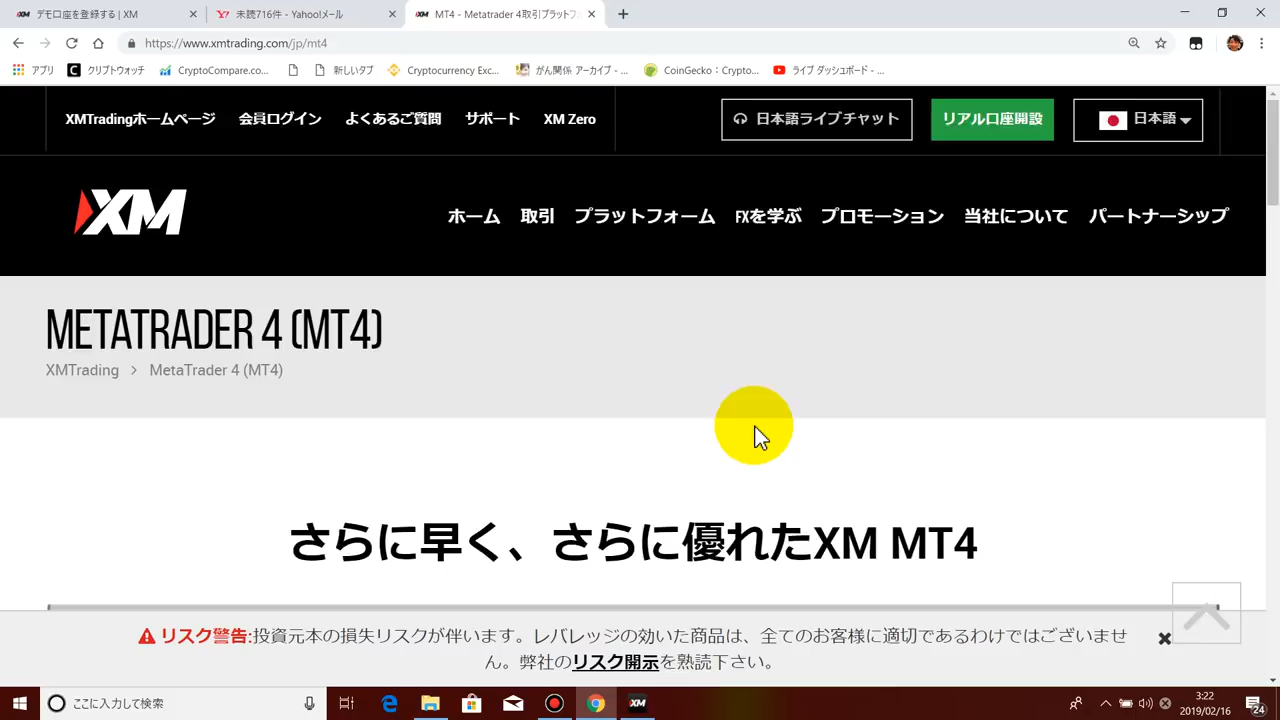 デモ口座を登録する | XM
未読716件 - Yahoo!メール
MT4 - Metatrader 4取引プラットフ
https://www.xmtrading.com/jp/mt4
アプリ
クリプトウォッチ
CryptoCompare.co...
新しいタブ
Cryptocurrency Exc...
がん関係 アーカイブ - ...
CoinGecko：Crypto...
ライブ ダッシュボード - ...
XMTradingホームページ
会員ログイン
よくあるご質問
サポート
XM Zero
日本語ライブチャット
リアル口座開設
日本語
XM
ホーム
取引
プラットフォーム
FXを学ぶ
プロモーション
当社について
パートナーシップ
METATRADER 4 (MT4)
XMTrading > MetaTrader 4 (MT4)
さらに早く、さらに優れたXM MT4
リスク警告:投資元本の損失リスクが伴います。レバレッジの効いた商品は、全てのお客様に適切であるわけではございませ
ん。弊社のリスク開示を熟読下さい。
ここに入力して検索
XM
3:22
2019/02/16
24